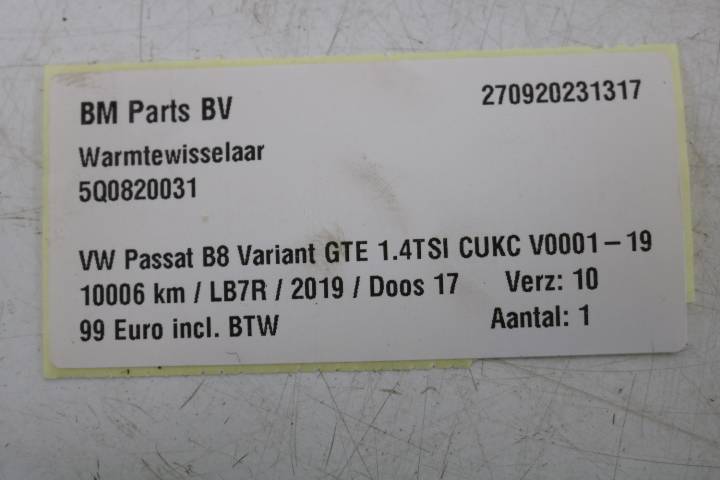 BM Parts BV 270920231317
Warmtewisselaar
5Q0820031
VW Passat B8 Variant GTE 1.4TSI CUKC V0001-19
10006 km / LB7R / 2019 / Doos 17 Verz: 10
99 Euro incl. BTW Aantal: 1